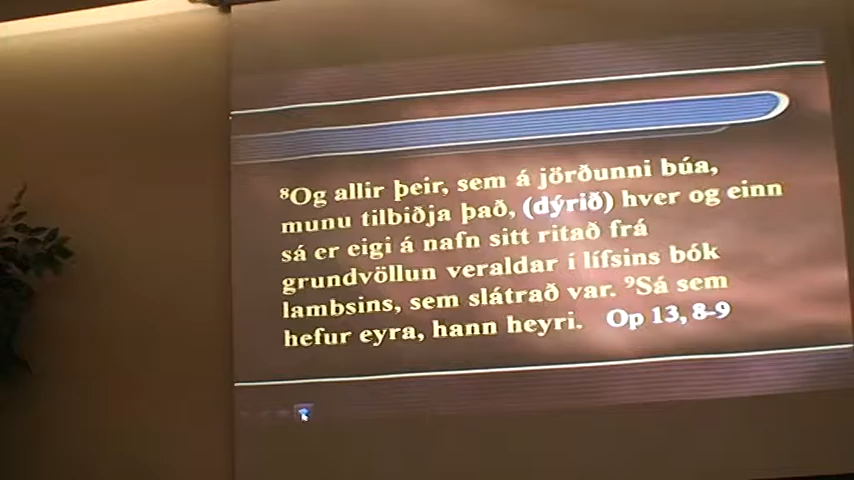 ⁸Og allir þeir, sem á jörðunni búa,
munu tilbiðja það, (dýrið) hver og einn
sá er eigi á nafn sitt ritað frá
grundvöllun veraldar í lífsins bók
lambsins, sem slátrað var. ⁹Sá sem
hefur eyra, hann heyri. Op 13,8-9